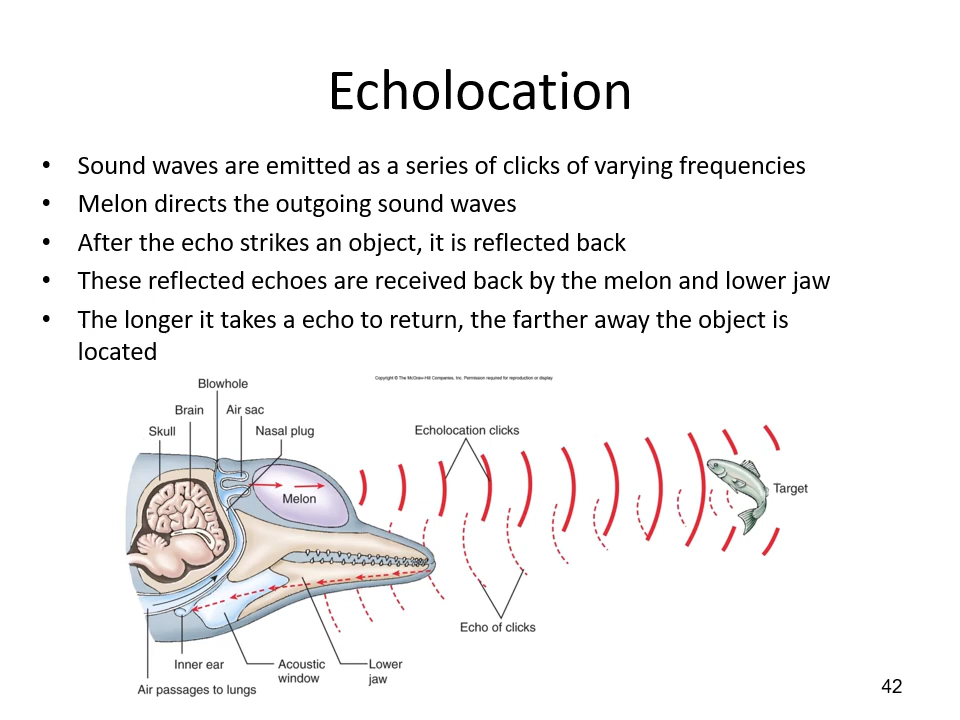 Echolocation
• Sound waves are emitted as a series of clicks of varying frequencies
• Melon directs the outgoing sound waves
• After the echo strikes an object, it is reflected back
• These reflected echoes are received back by the melon and lower jaw
• The longer it takes a echo to return, the farther away the object is
located
Copyright © The McGraw-Hill Companies, Inc. Permission required for reproduction or display
Blowhole
Brain
Air sac
Skull
Nasal plug
Echolocation clicks
Melon
Target
Echo of clicks
Inner ear
Acoustic
window
Lower
jaw
Air passages to lungs
42